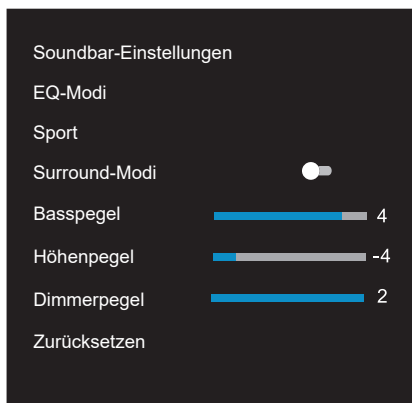 Soundbar-Einstellungen
EQ-Modi
Sport
Surround-Modi
Basspegel 4
Höhenpegel -4
Dimmerpegel 2
Zurücksetzen